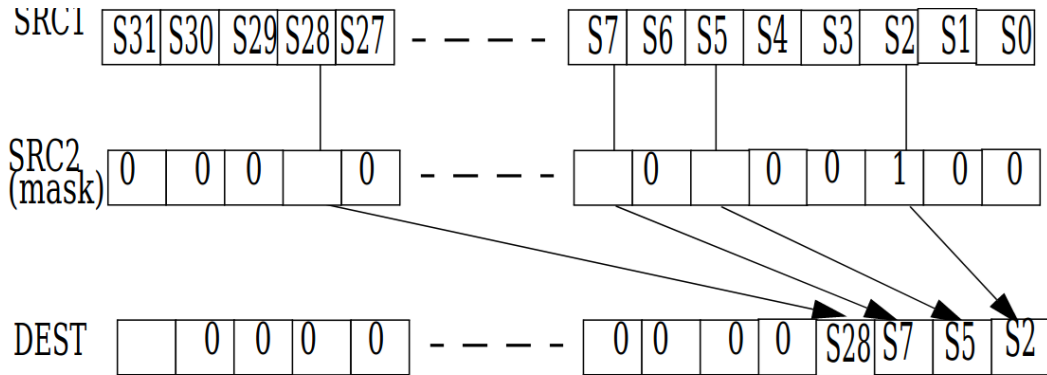 SRC1 S31 S30 S29 S28 S27 S7 S6 S5 S4 S3 S2 S1 S0
SRC2 0 0 0 0 0 0 0 1 0 0
(mask)
DEST 0 0 0 0 0 0 0 0 S28 S7 S5 S2